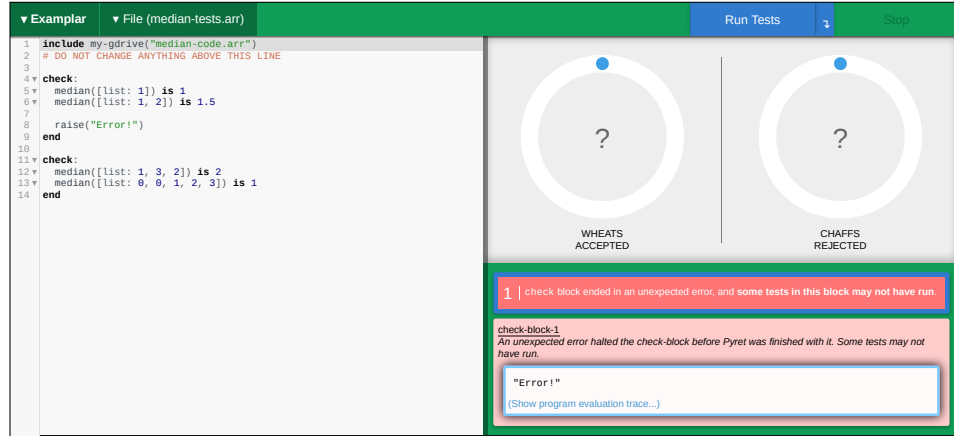 ▾ Examplar ▾ File (median-tests.arr) Run Tests ↴ Stop
1 include my-gdrive("median-code.arr")
2 # DO NOT CHANGE ANYTHING ABOVE THIS LINE
3
4 ▾ check:
5 ▾ median([list: 1]) is 1
6 ▾ median([list: 1, 2]) is 1.5
7
8 raise("Error!")
9 end
10
11 ▾ check:
12 ▾ median([list: 1, 3, 2]) is 2
13 ▾ median([list: 0, 0, 1, 2, 3]) is 1
14 end
? ?
WHEATS
ACCEPTED
CHAFFS
REJECTED
1 check block ended in an unexpected error, and some tests in this block may not have run.
check-block-1
An unexpected error halted the check-block before Pyret was finished with it. Some tests may not
have run.
"Error!"
(Show program evaluation trace...)